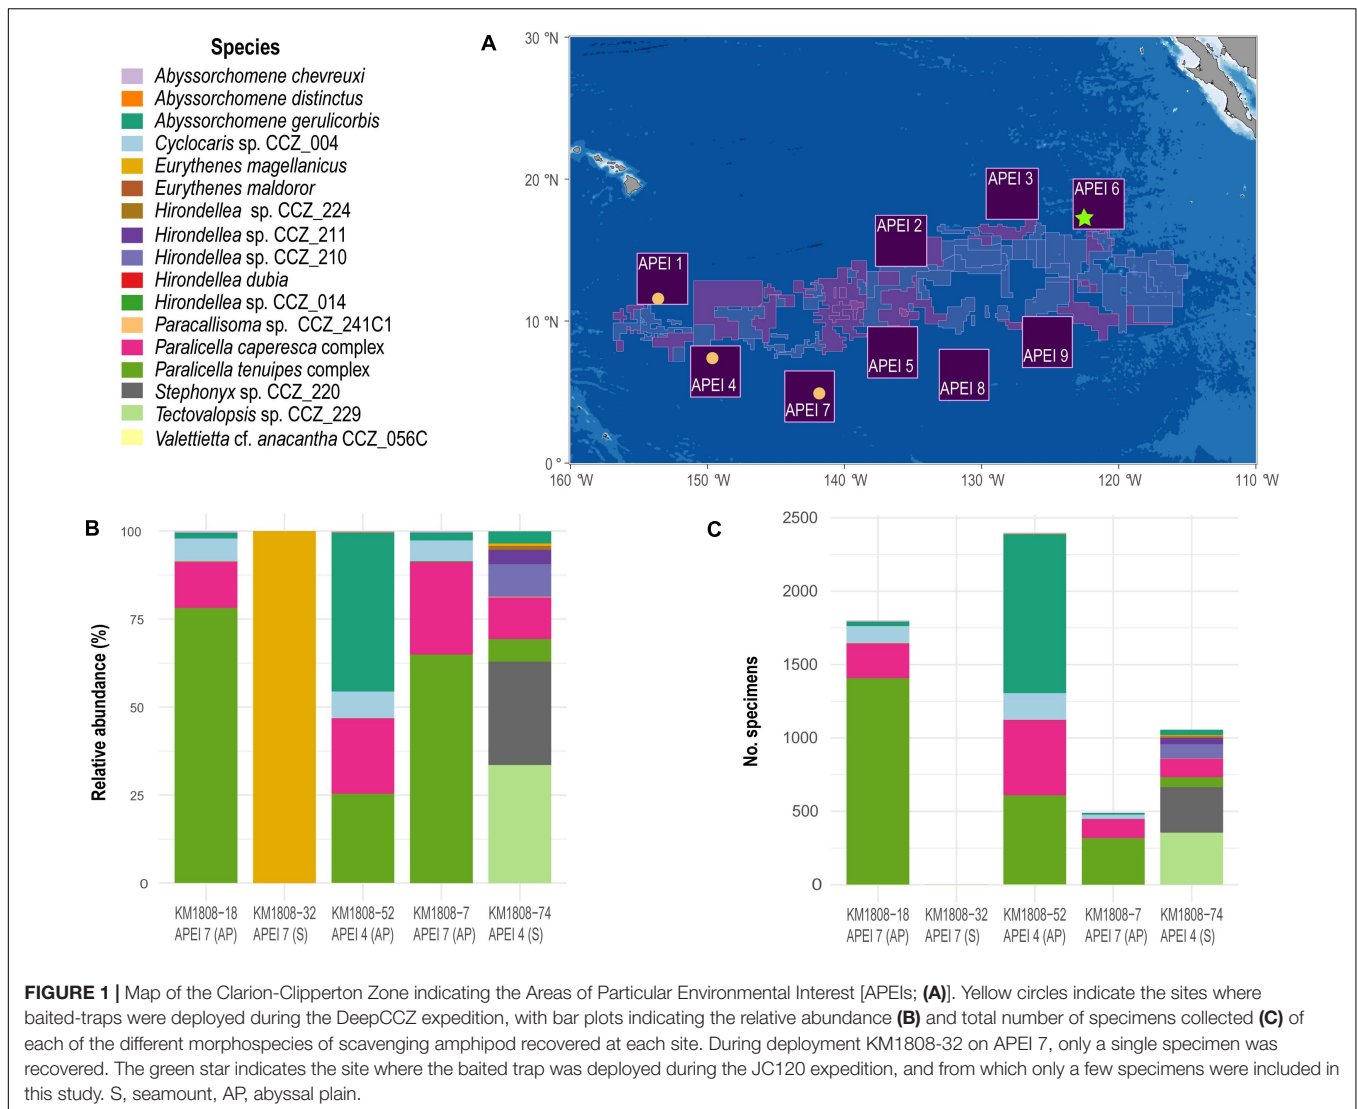 Species
Abyssorchomene chevreuxi
Abyssorchomene distinctus
Abyssorchomene gerulicorbis
Cyclocaris sp. CCZ_004
Eurythenes magellanicus
Eurythenes maldoror
Hirondellea sp. CCZ_224
Hirondellea sp. CCZ_211
Hirondellea sp. CCZ_210
Hirondellea dubia
Hirondellea sp. CCZ_014
Paracallisoma sp. CCZ_241C1
Paralicella caperesca complex
Paralicella tenuipes complex
Stephonyx sp. CCZ_220
Tectovalopsis sp. CCZ_229
Valettietta cf. anacantha CCZ_056C
A
30 °N
20 °N
10 °N
0 °
160 °W
150 °W
140 °W
130 °W
120 °W
110 °W
APEI 1
APEI 2
APEI 3
APEI 4
APEI 5
APEI 6
APEI 7
APEI 8
APEI 9
B
Relative abundance (%)
100
75
50
25
0
KM1808-18
APEI 7 (AP)
KM1808-32
APEI 7 (S)
KM1808-52
APEI 4 (AP)
KM1808-7
APEI 7 (AP)
KM1808-74
APEI 4 (S)
C
No. specimens
2500
2000
1500
1000
500
0
KM1808-18
APEI 7 (AP)
KM1808-32
APEI 7 (S)
KM1808-52
APEI 4 (AP)
KM1808-7
APEI 7 (AP)
KM1808-74
APEI 4 (S)
FIGURE 1 | Map of the Clarion-Clipperton Zone indicating the Areas of Particular Environmental Interest [APEIs; (A)]. Yellow circles indicate the sites where
baited-traps were deployed during the DeepCCZ expedition, with bar plots indicating the relative abundance (B) and total number of specimens collected (C) of
each of the different morphospecies of scavenging amphipod recovered at each site. During deployment KM1808-32 on APEI 7, only a single specimen was
recovered. The green star indicates the site where the baited trap was deployed during the JC120 expedition, and from which only a few specimens were included in
this study. S, seamount, AP, abyssal plain.